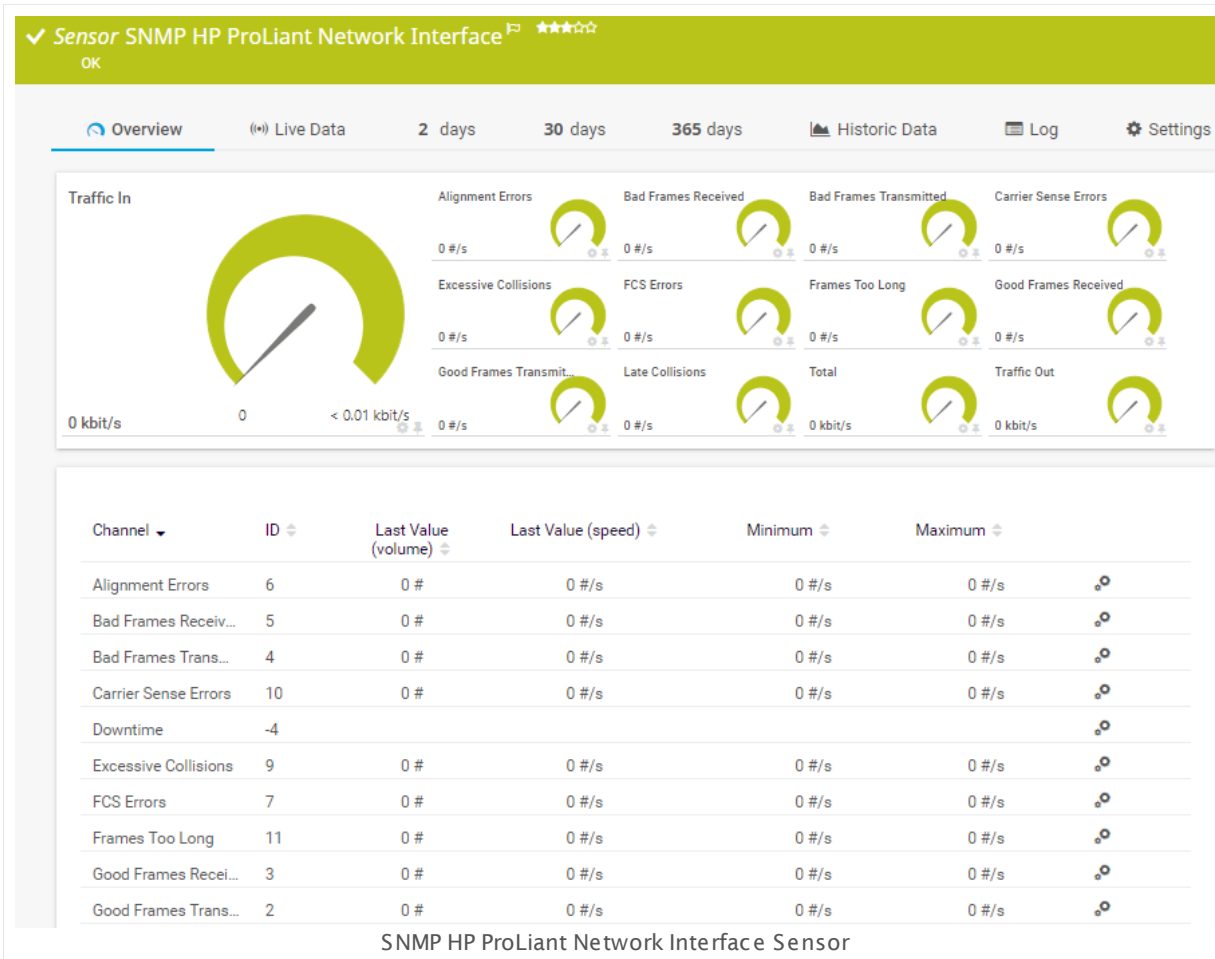 Sensor SNMP HP ProLiant Network Interface
OK
Overview
Live Data
2 days
30 days
365 days
Historic Data
Log
Settings
Traffic In
0 kbit/s
0
< 0.01 kbit/s
Alignment Errors
0 #/s
Bad Frames Received
0 #/s
Bad Frames Transmitted
0 #/s
Carrier Sense Errors
0 #/s
Excessive Collisions
0 #/s
FCS Errors
0 #/s
Frames Too Long
0 #/s
Good Frames Received
0 #/s
Good Frames Transmit...
0 #/s
Late Collisions
0 #/s
Total
0 kbit/s
Traffic Out
0 kbit/s
Channel ID Last Value (volume) Last Value (speed) Minimum Maximum
Alignment Errors 6 0 # 0 #/s 0 #/s 0 #/s
Bad Frames Receiv... 5 0 # 0 #/s 0 #/s 0 #/s
Bad Frames Trans... 4 0 # 0 #/s 0 #/s 0 #/s
Carrier Sense Errors 10 0 # 0 #/s 0 #/s 0 #/s
Downtime -4
Excessive Collisions 9 0 # 0 #/s 0 #/s 0 #/s
FCS Errors 7 0 # 0 #/s 0 #/s 0 #/s
Frames Too Long 11 0 # 0 #/s 0 #/s 0 #/s
Good Frames Recei... 3 0 # 0 #/s 0 #/s 0 #/s
Good Frames Trans... 2 0 # 0 #/s 0 #/s 0 #/s
SNMP HP ProLiant Network Interface Sensor